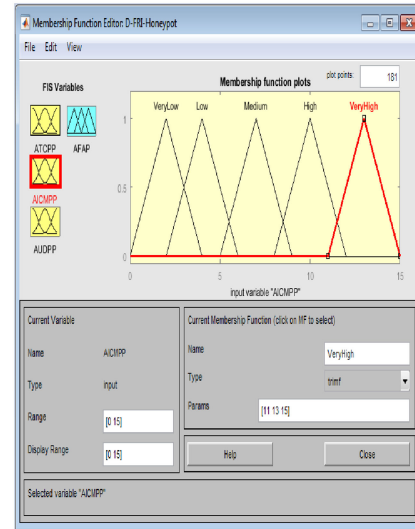 Membership Function Editor: D-FRI-Honeypot
File Edit View
FIS Variables
Membership function plots
plot points: 181
ATCPP AFAP
AICMPP
AUDPP
VeryLow Low Medium High VeryHigh
1
0.5
0
0 5 10 15
input variable "AICMPP"
Current Variable
Name AICMPP
Type input
Range [0 15]
Display Range [0 15]
Current Membership Function (click on MF to select)
Name VeryHigh
Type trimf
Params [11 13 15]
Help Close
Selected variable "AICMPP"